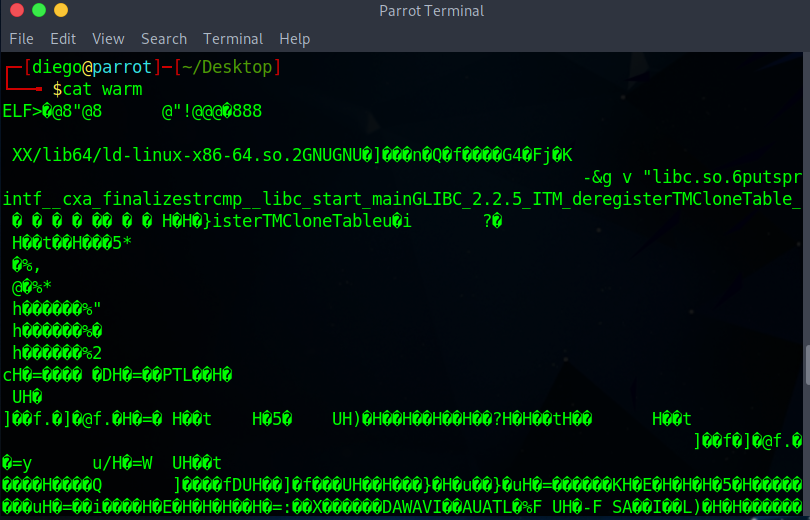 Parrot Terminal
File Edit View Search Terminal Help
┌─[diego@parrot]─[~/Desktop]
└──╼ $cat warm
ELF>�@8"@8 @"!@@@�888
XX/lib64/ld-linux-x86-64.so.2GNUGNU�]���n�Q�f����G4�Fj�K
-&g v "libc.so.6putspr
intf__cxa_finalizestrcmp__libc_start_mainGLIBC_2.2.5_ITM_deregisterTMCloneTable_
� � � � �� � � H�H�}isterTMCloneTableu�i ?�
H��t��H���5*
�%,
@�%*
h������%"
h������%�
h������%2
cH�=���� �DH�=��PTL��H�
UH�
]��f.�]�@f.�H�=� H��t H�5� UH)�H��H��H��H��?H�H��tH�� H��t
]��f�]�@f.�
�=y u/H�=W UH��t
����H����Q ]����fDUH��]�f���UH��H���}�H�u��}�uH�=������KH�E�H�H�H�5�H������
���uH�=��i����H�E�H�H�H��H�=:��X������DAWAVI��AUATL�%F UH�-F SA��I��L)�H�H������